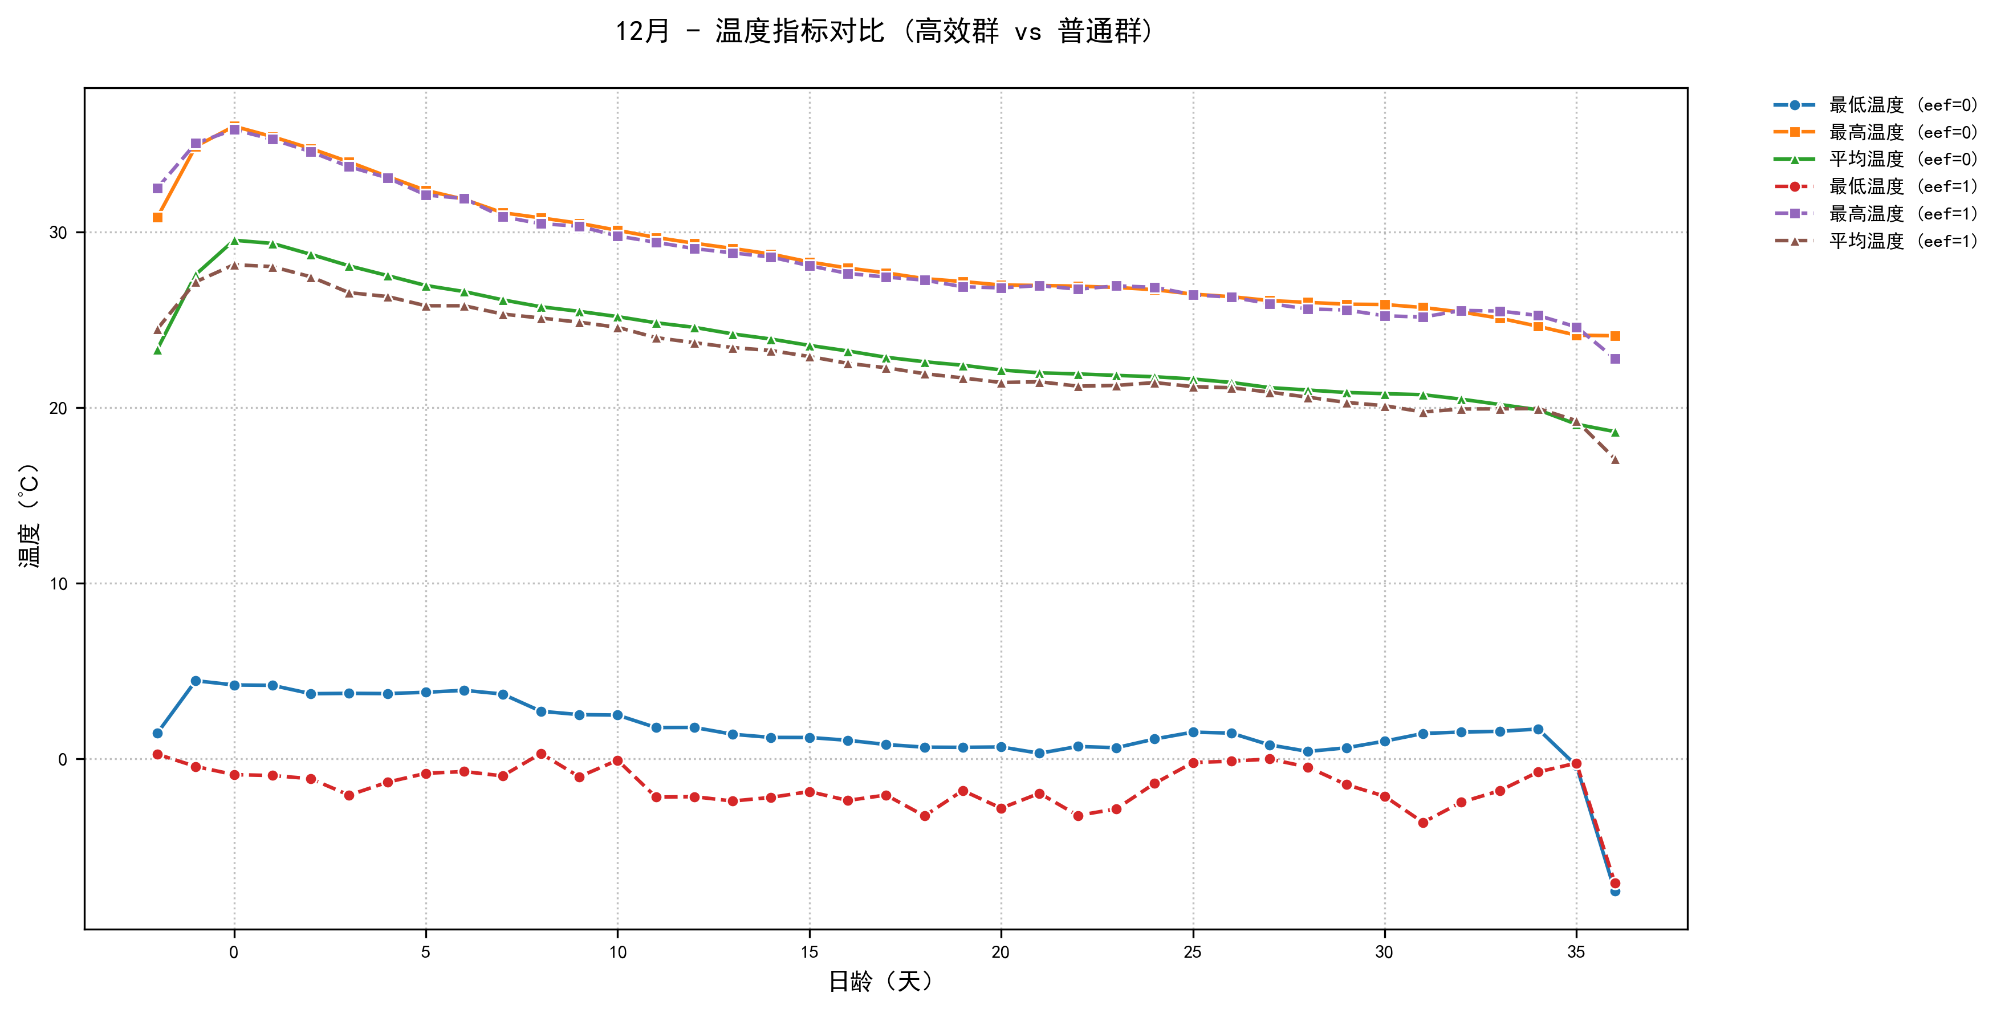 12月 - 温度指标对比 (高效群 vs 普通群)
最低温度 (eef=0)
最高温度 (eef=0)
平均温度 (eef=0)
最低温度 (eef=1)
最高温度 (eef=1)
平均温度 (eef=1)
温度 (℃)
30
20
10
0
0 5 10 15 20 25 30 35
日龄 (天)